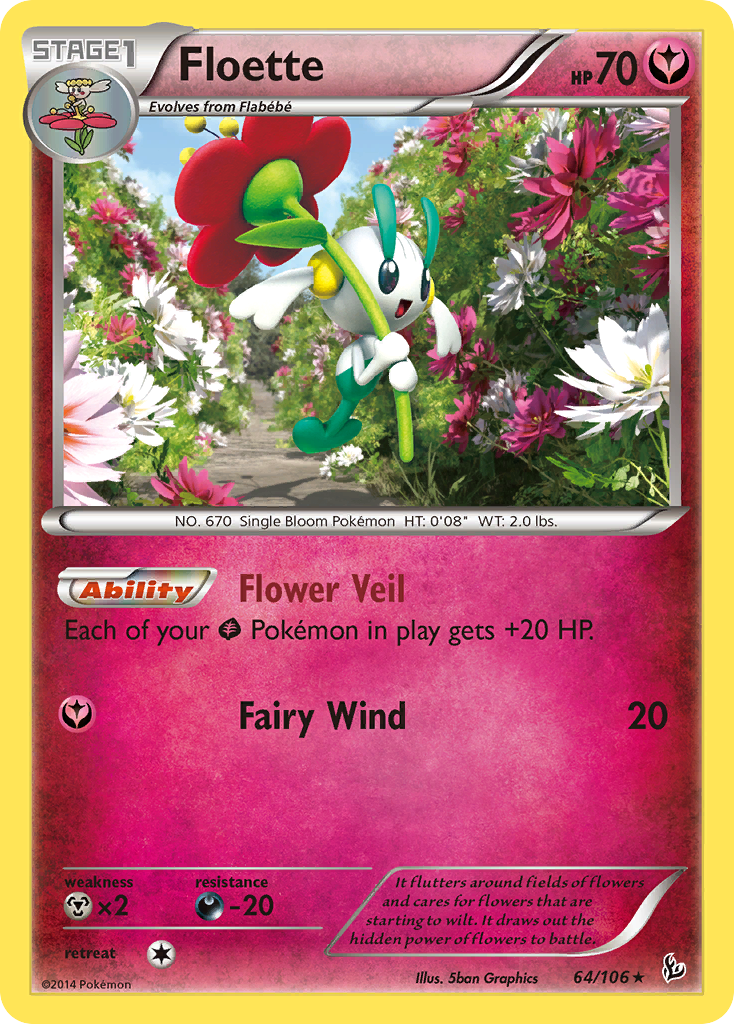 STAGE1
Floette
HP 70
Evolves from Flabébé
NO. 670 Single Bloom Pokémon HT: 0'08" WT: 2.0 lbs.
Ability Flower Veil
Each of your Pokémon in play gets +20 HP.
Fairy Wind 20
weakness
×2
resistance
-20
retreat
It flutters around fields of flowers
and cares for flowers that are
starting to wilt. It draws out the
hidden power of flowers to battle.
©2014 Pokémon
Illus. 5ban Graphics
64/106 ★